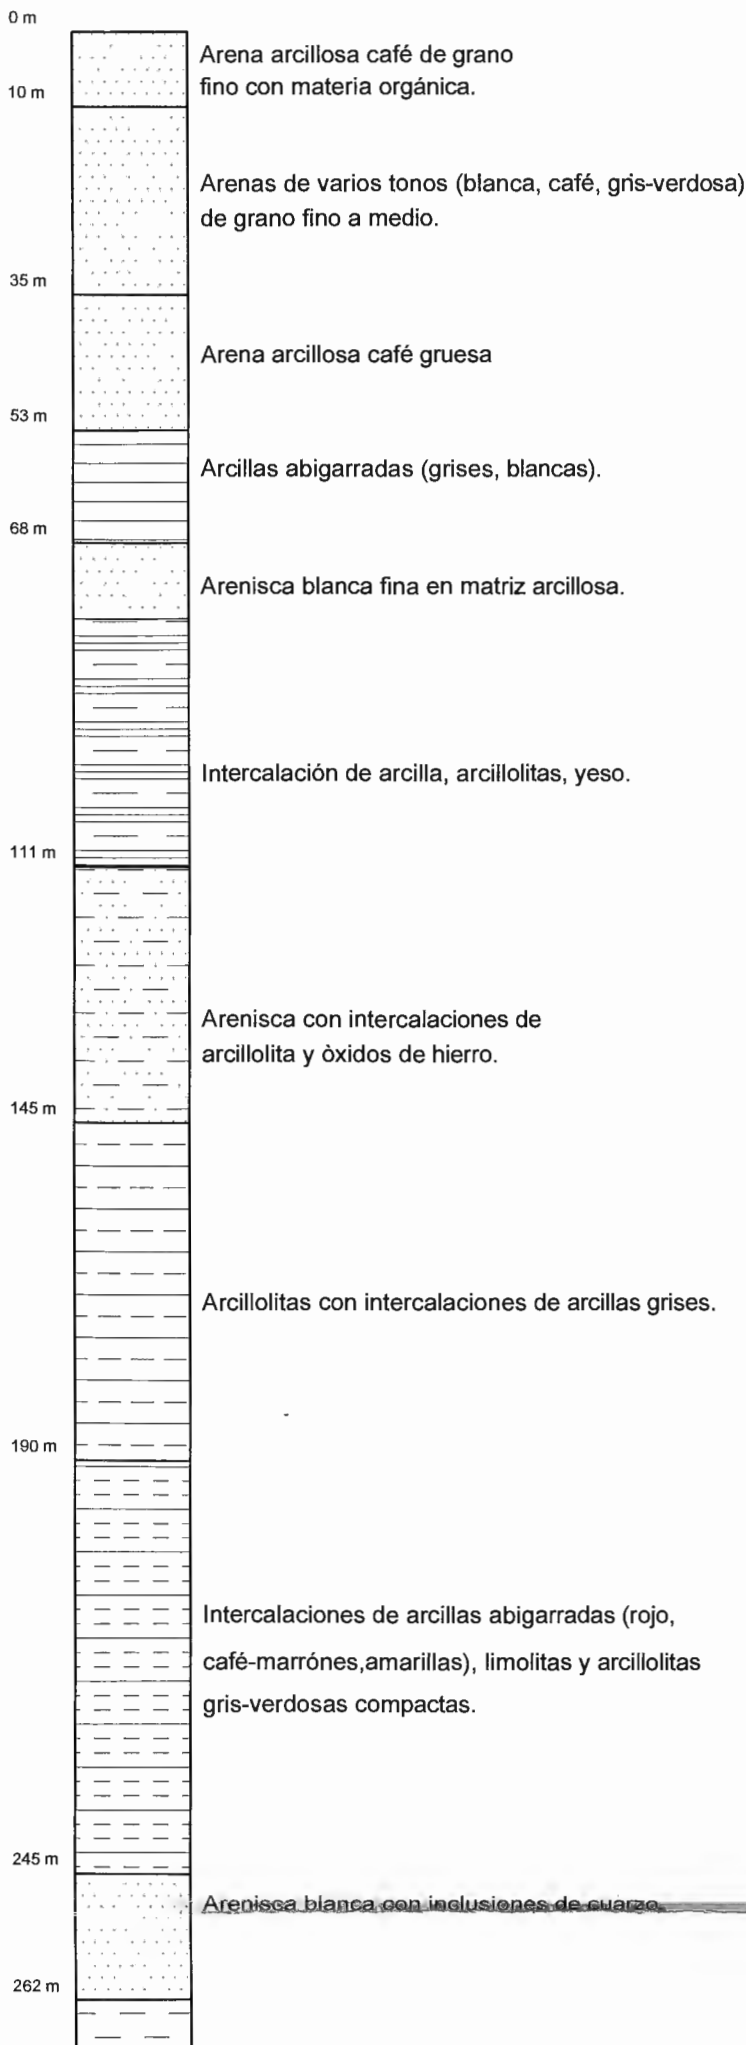 0 m
Arena arcillosa café de grano
fino con materia orgánica.
10 m
Arenas de varios tonos (blanca, café, gris-verdosa)
de grano fino a medio.
35 m
Arena arcillosa café gruesa
53 m
Arcillas abigarradas (grises, blancas).
68 m
Arenisca blanca fina en matriz arcillosa.
Intercalación de arcilla, arcillolitas, yeso.
111 m
Arenisca con intercalaciones de
arcillolita y òxidos de hierro.
145 m
Arcillolitas con intercalaciones de arcillas grises.
190 m
Intercalaciones de arcillas abigarradas (rojo,
café-marrónes,amarillas), limolitas y arcillolitas
gris-verdosas compactas.
245 m
Arenisca blanca con inclusiones de cuarzo.
262 m